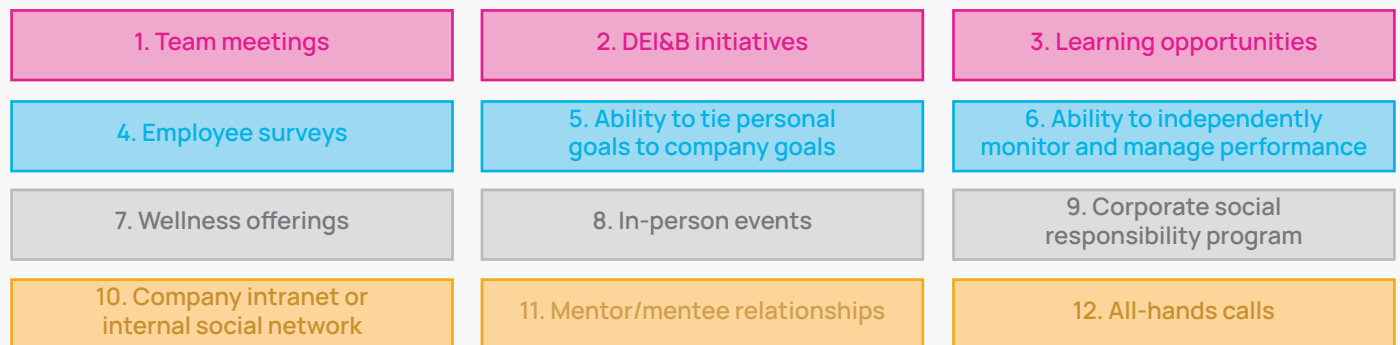 1. Team meetings
2. DEI&B initiatives
3. Learning opportunities
4. Employee surveys
5. Ability to tie personal
goals to company goals
6. Ability to independently
monitor and manage performance
7. Wellness offerings
8. In-person events
9. Corporate social
responsibility program
10. Company intranet or
internal social network
11. Mentor/mentee relationships
12. All-hands calls